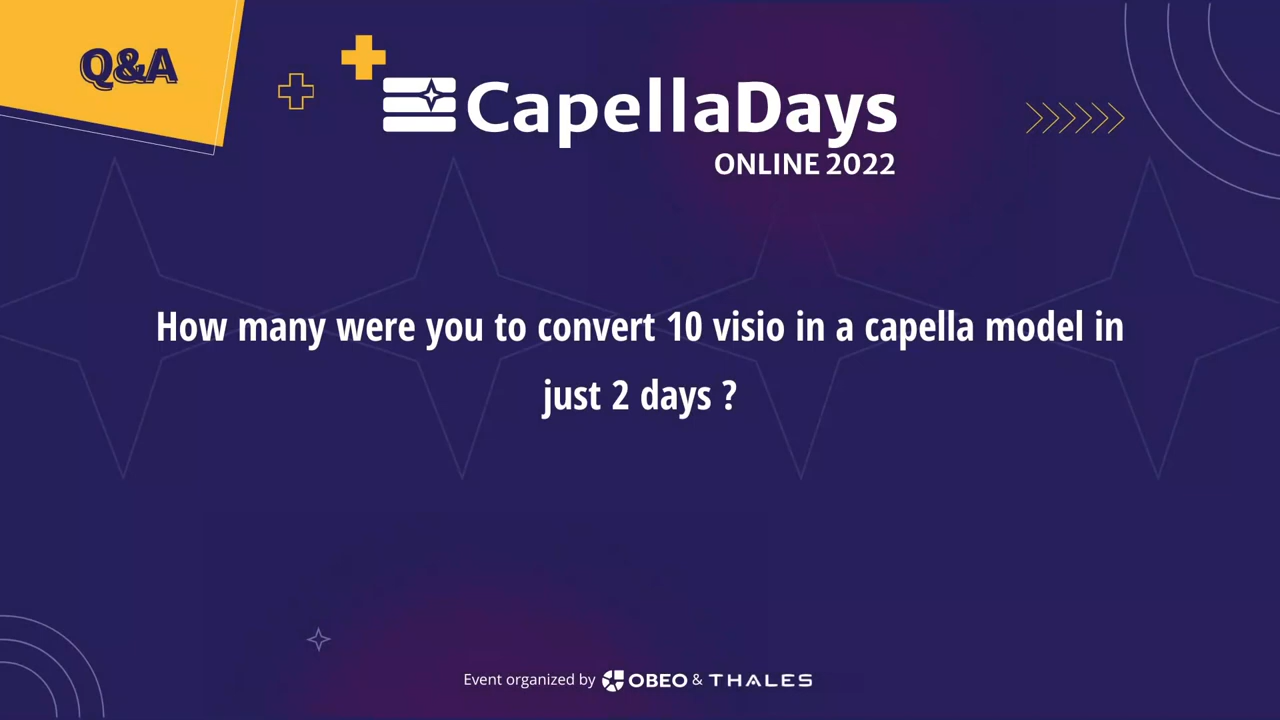 Q&A
CapellaDays
ONLINE 2022
How many were you to convert 10 visio in a capella model in
just 2 days ?
Event organized by OBEO & THALES